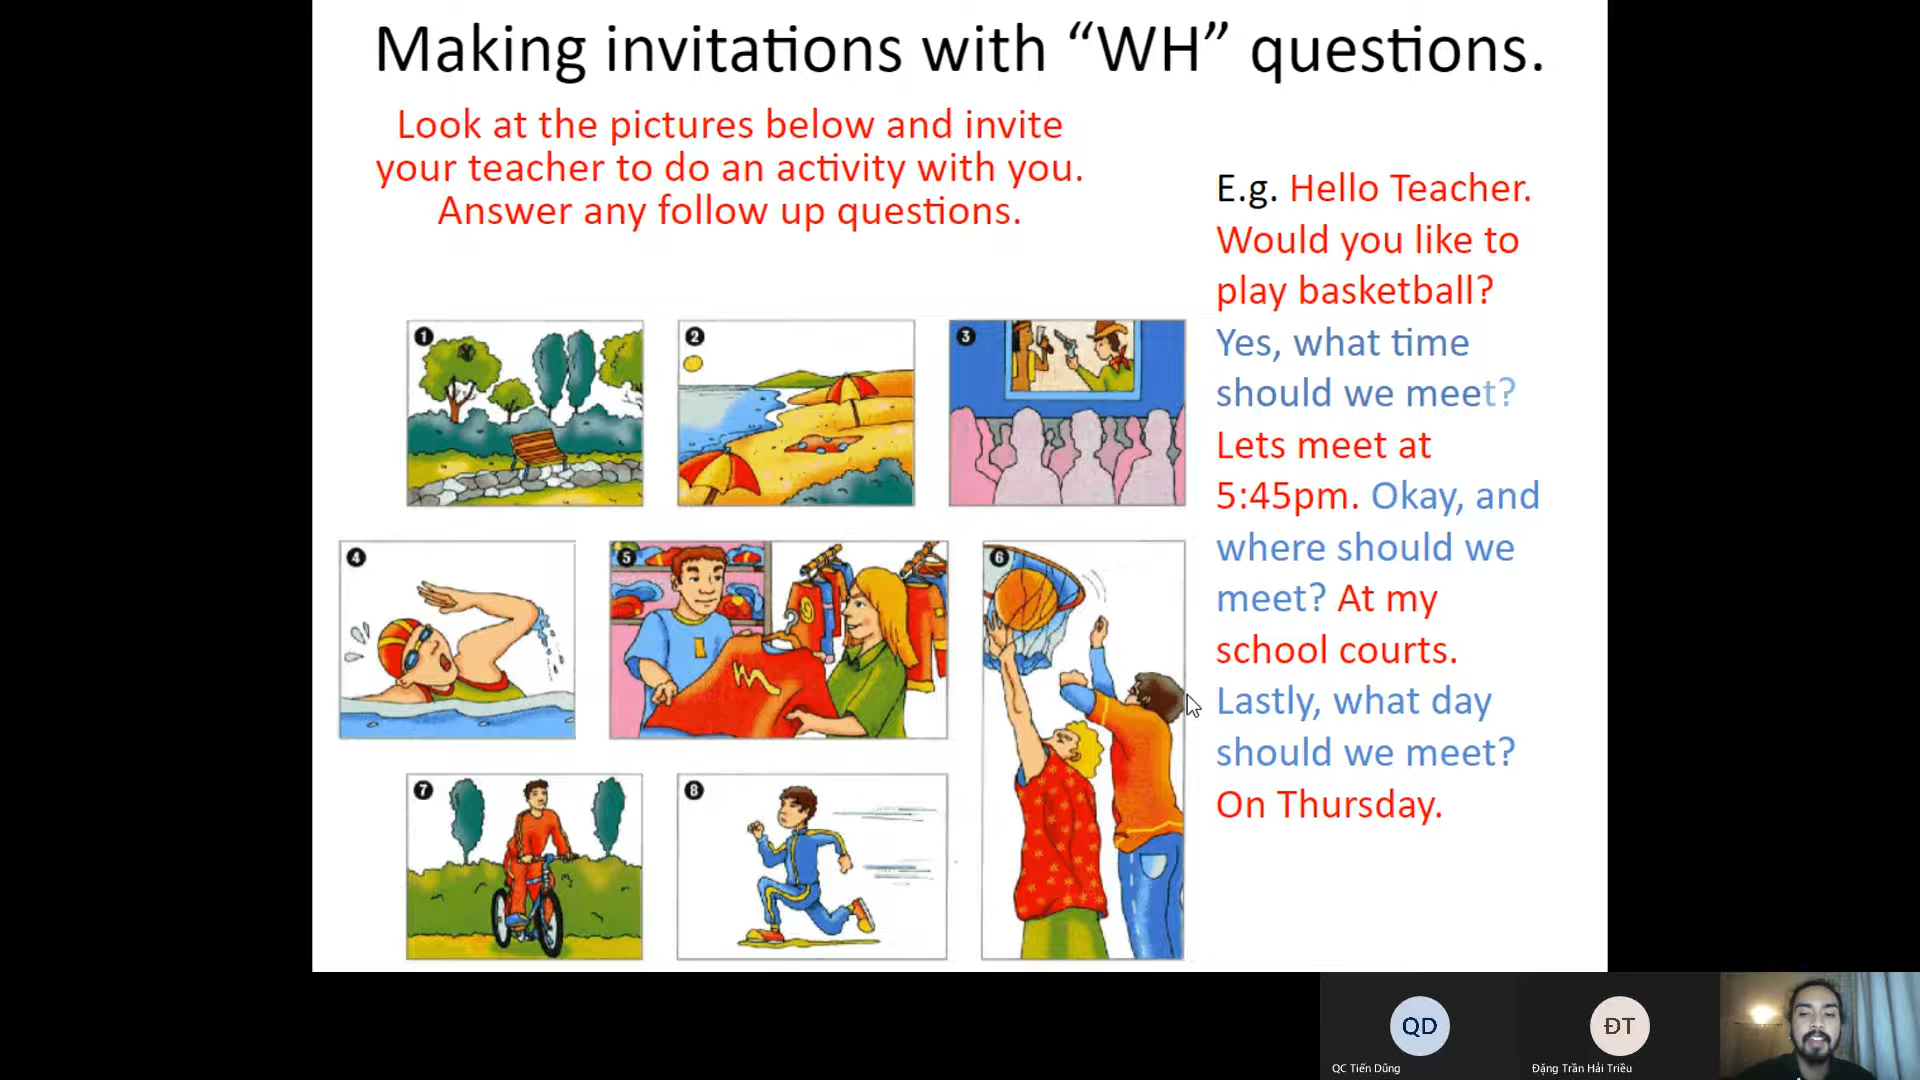 Making invitations with “WH” questions.
Look at the pictures below and invite
your teacher to do an activity with you.
Answer any follow up questions.
E.g. Hello Teacher.
Would you like to
play basketball?
Yes, what time
should we meet?
Lets meet at
5:45pm. Okay, and
where should we
meet? At my
school courts.
Lastly, what day
should we meet?
On Thursday.
1
2
3
4
5
6
7
8
QD
QC Tiến Dũng
ĐT
Đặng Trần Hải Triều